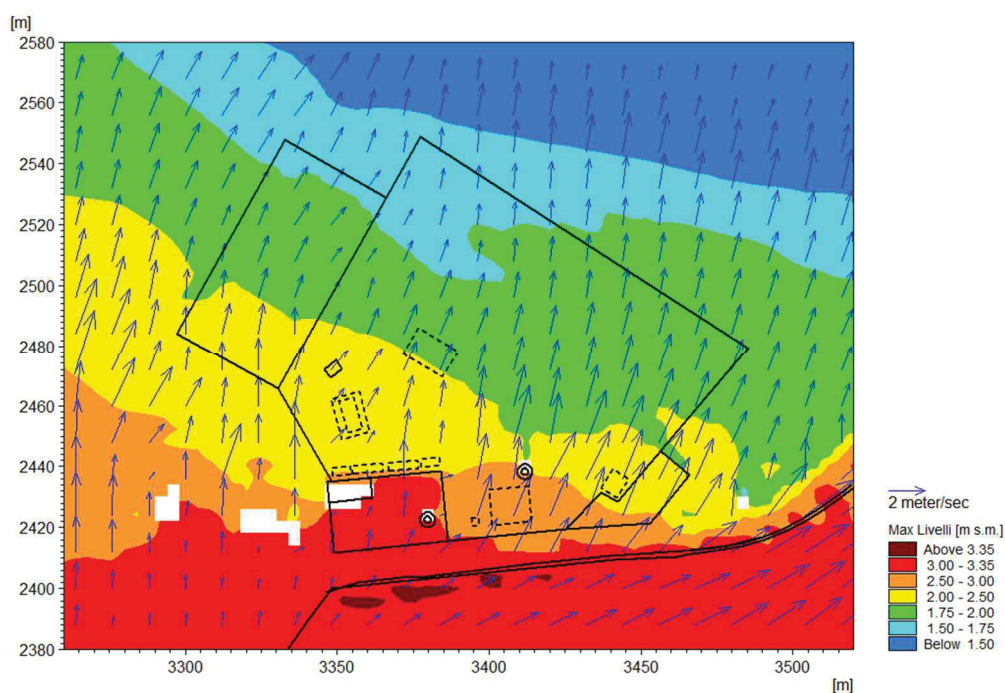 [m]
2580
2560
2540
2520
2500
2480
2460
2440
2420
2400
2380
3300 3350 3400 3450 3500
[m]
2 meter/sec
Max Livelli [m s.m.]
Above 3.35
3.00 - 3.35
2.50 - 3.00
2.00 - 2.50
1.75 - 2.00
1.50 - 1.75
Below 1.50